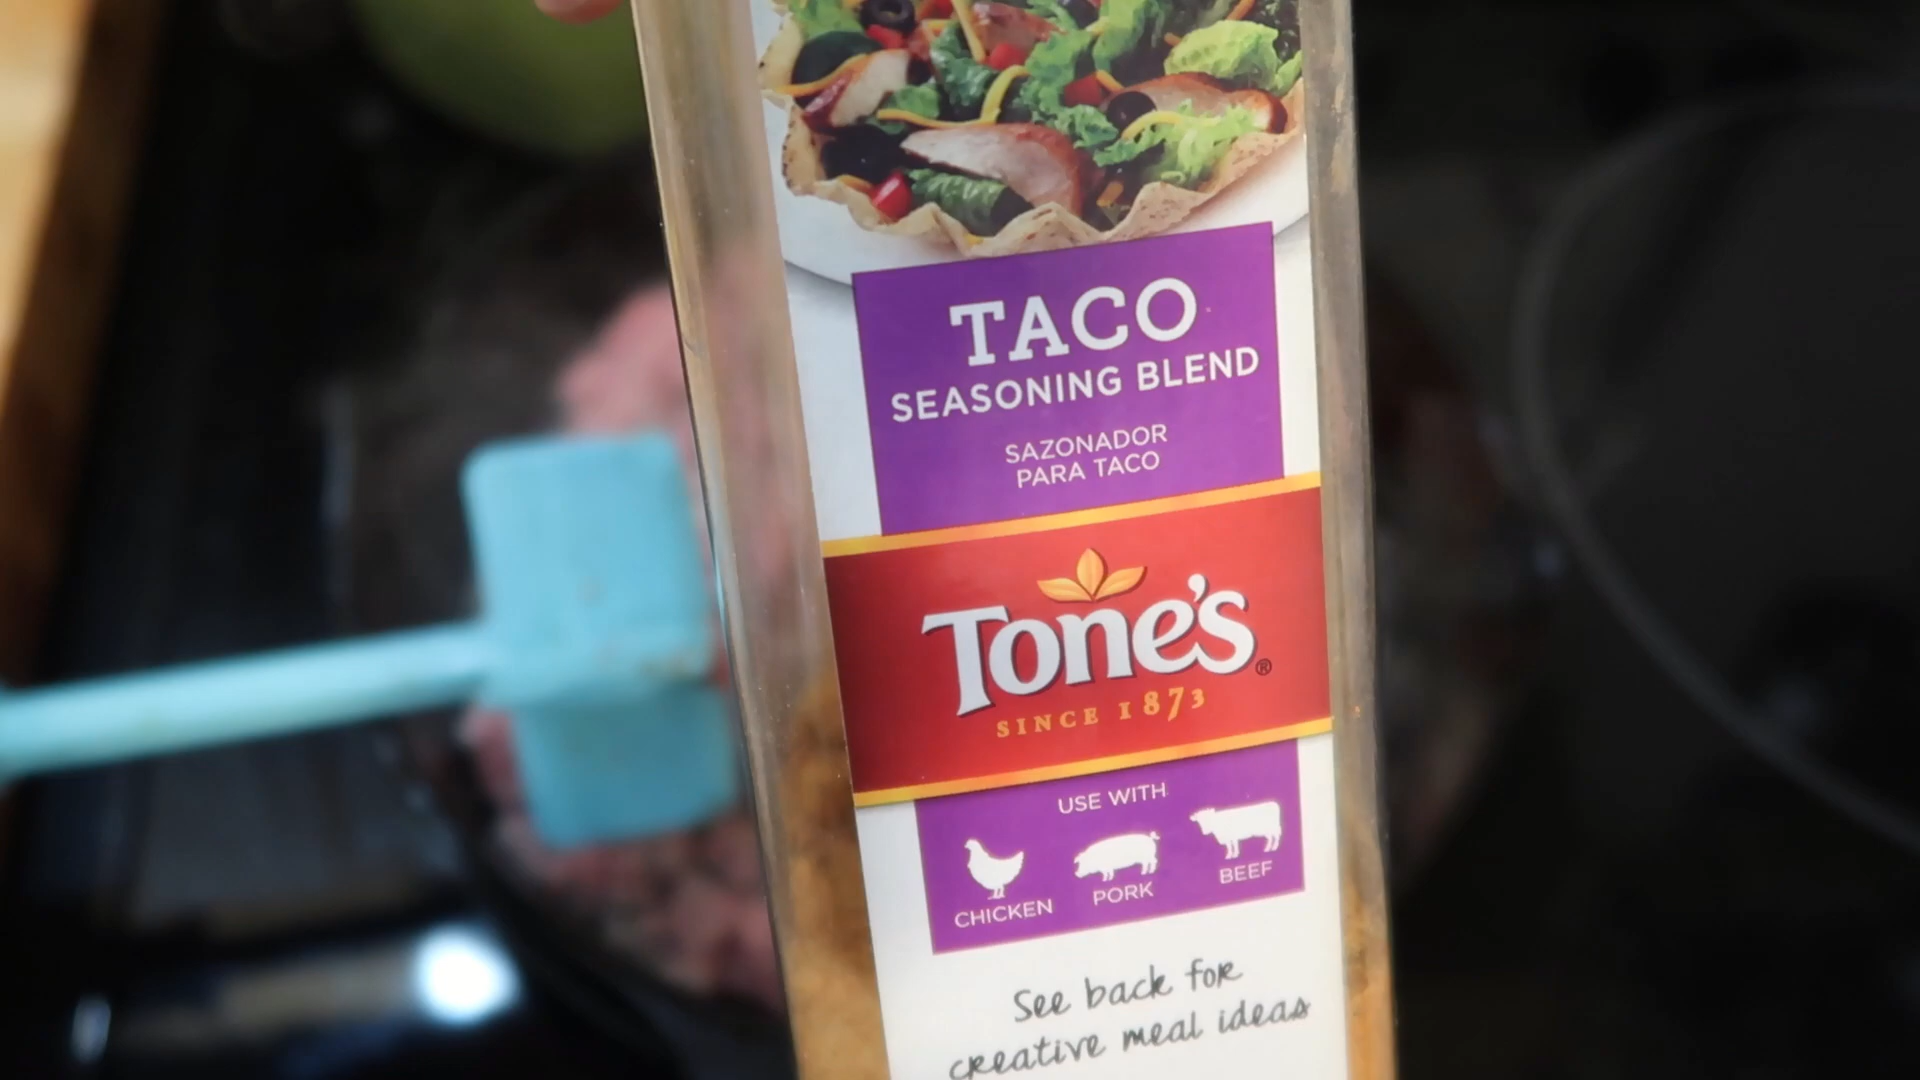 TACO
SEASONING BLEND
SAZONADOR
PARA TACO
TONE'S®
SINCE 1873
USE WITH
CHICKEN PORK BEEF
See back for
creative meal ideas